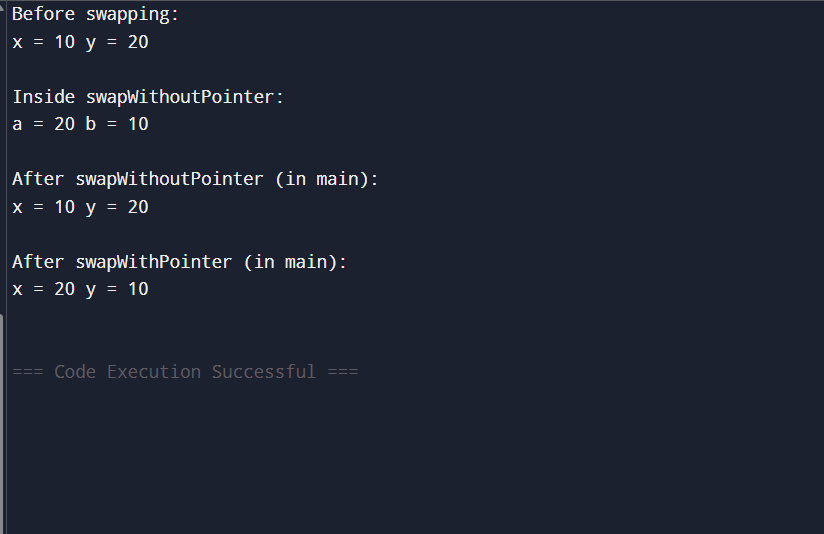 Before swapping:
x = 10 y = 20
Inside swapWithoutPointer:
a = 20 b = 10
After swapWithoutPointer (in main):
x = 10 y = 20
After swapWithPointer (in main):
x = 20 y = 10
=== Code Execution Successful ===